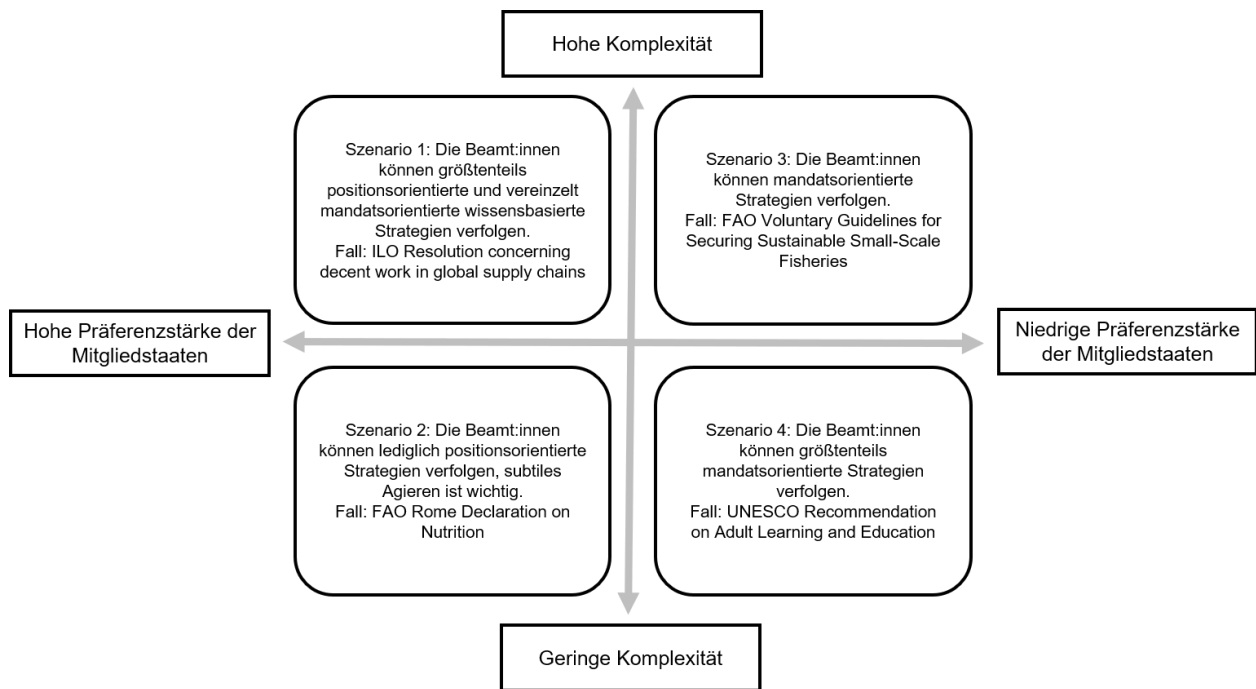 Hohe Komplexität
Szenario 1: Die Beamt:innen
können größtenteils
positionsorientierte und vereinzelt
mandatsorientierte wissensbasierte
Strategien verfolgen.
Fall: ILO Resolution concerning
decent work in global supply chains
Szenario 3: Die Beamt:innen
können mandatsorientierte
Strategien verfolgen.
Fall: FAO Voluntary Guidelines for
Securing Sustainable Small-Scale
Fisheries
Hohe Präferenzstärke der
Mitgliedstaaten
Niedrige Präferenzstärke
der Mitgliedstaaten
Szenario 2: Die Beamt:innen
können lediglich positionsorientierte
Strategien verfolgen, subtiles
Agieren ist wichtig.
Fall: FAO Rome Declaration on
Nutrition
Szenario 4: Die Beamt:innen
können größtenteils
mandatsorientierte Strategien
verfolgen.
Fall: UNESCO Recommendation
on Adult Learning and Education
Geringe Komplexität